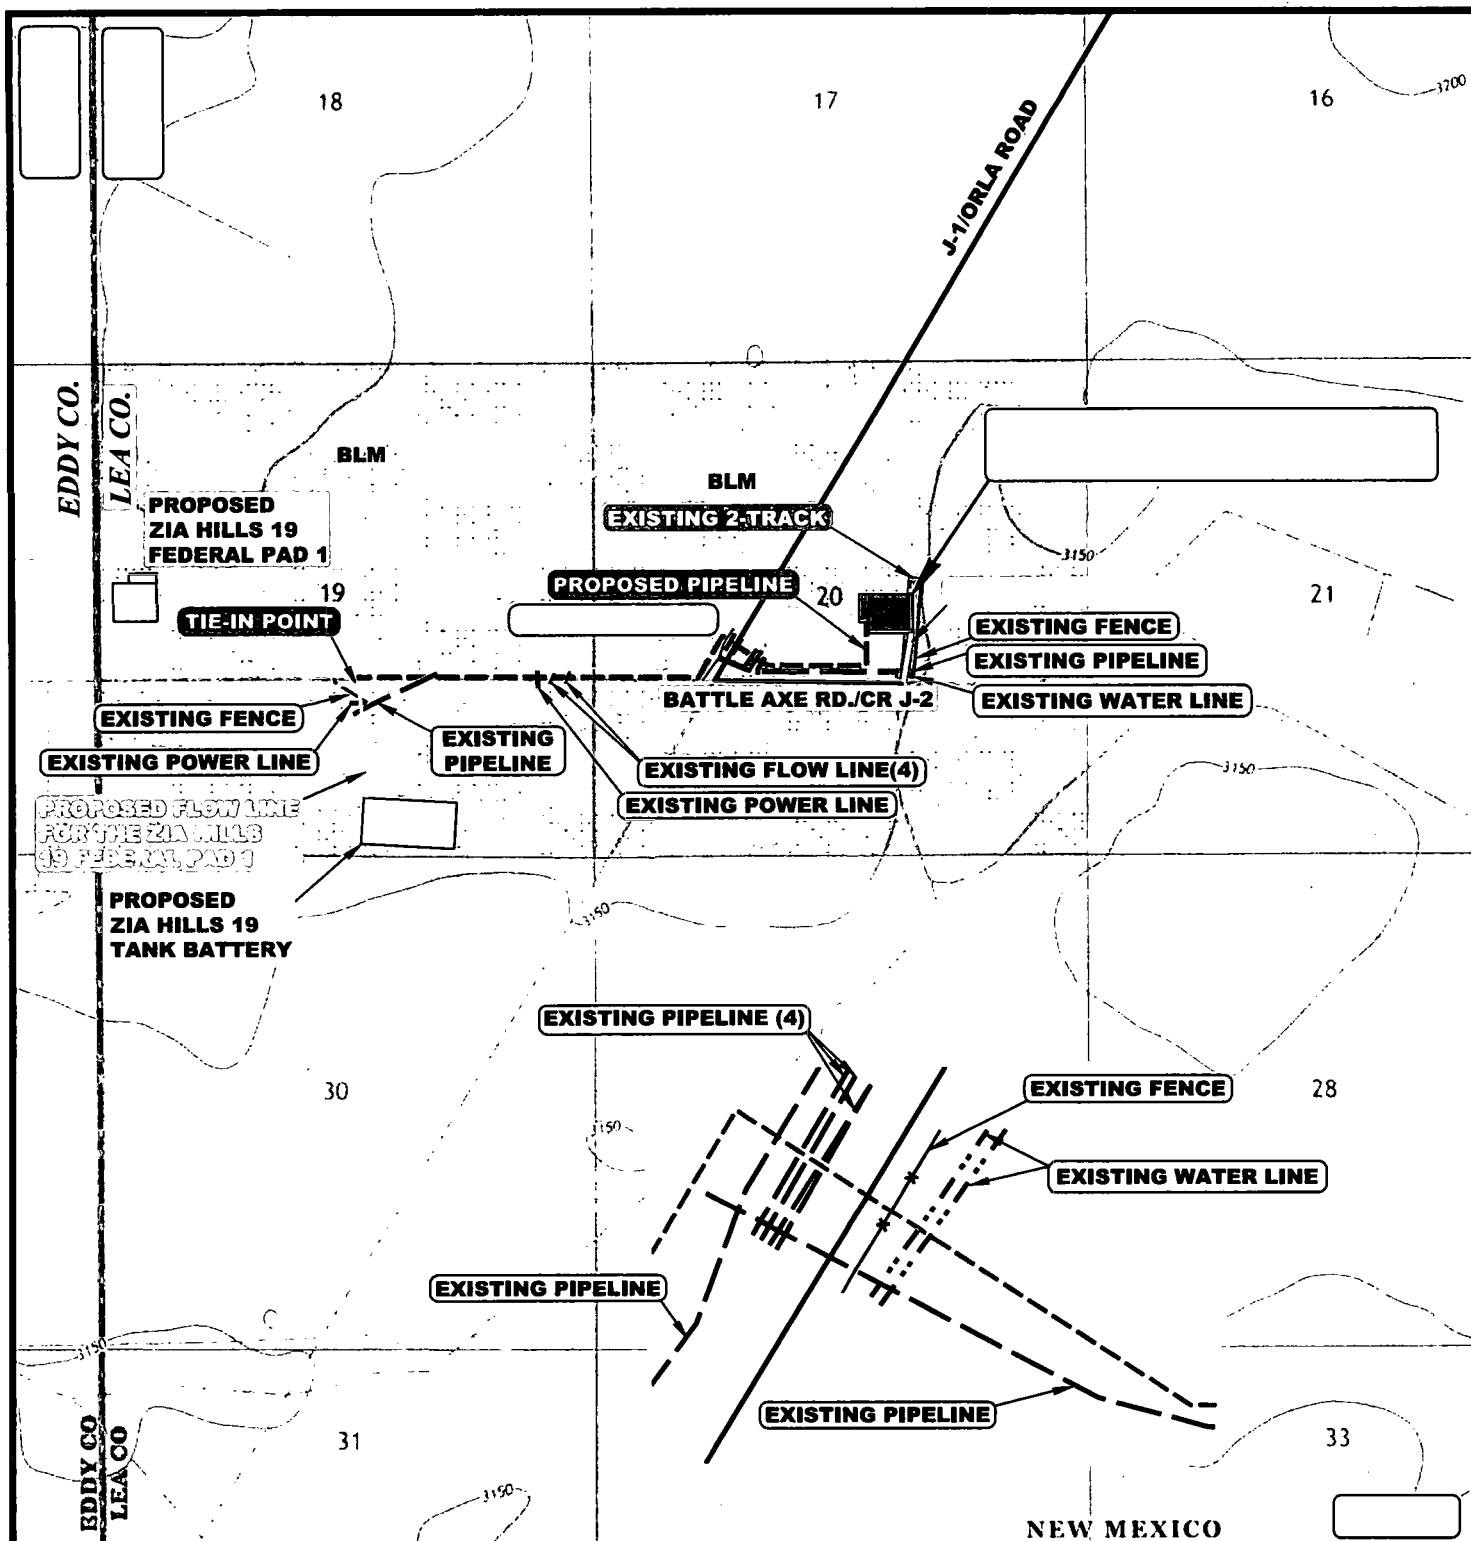 18
17
16
3200
J-1/ORLA ROAD
EDDY CO.
LEA CO.
BLM
BLM
PROPOSED
ZIA HILLS 19
FEDERAL PAD 1
EXISTING 2-TRACK
3150
PROPOSED PIPELINE
19
20
21
TIE-IN POINT
EXISTING FENCE
EXISTING PIPELINE
EXISTING WATER LINE
BATTLE AXE RD./CR J-2
EXISTING FENCE
EXISTING PIPELINE
EXISTING POWER LINE
EXISTING FLOW LINE(4)
3150
EXISTING POWER LINE
PROPOSED FLOW LINE
FOR THE ZIA HILLS
19 FEDERAL PAD 1
PROPOSED
ZIA HILLS 19
TANK BATTERY
3150
EXISTING PIPELINE (4)
30
EXISTING FENCE
28
3150
EXISTING WATER LINE
EXISTING PIPELINE
3150
EXISTING PIPELINE
EDDY CO
LEA CO
31
33
3150
NEW MEXICO